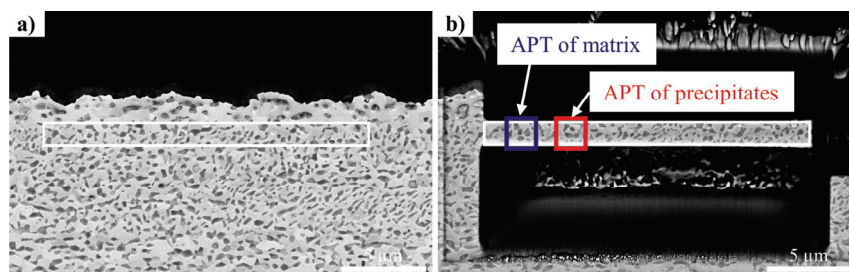 a)
b)
APT of matrix
APT of precipitates
5 µm
5 µm